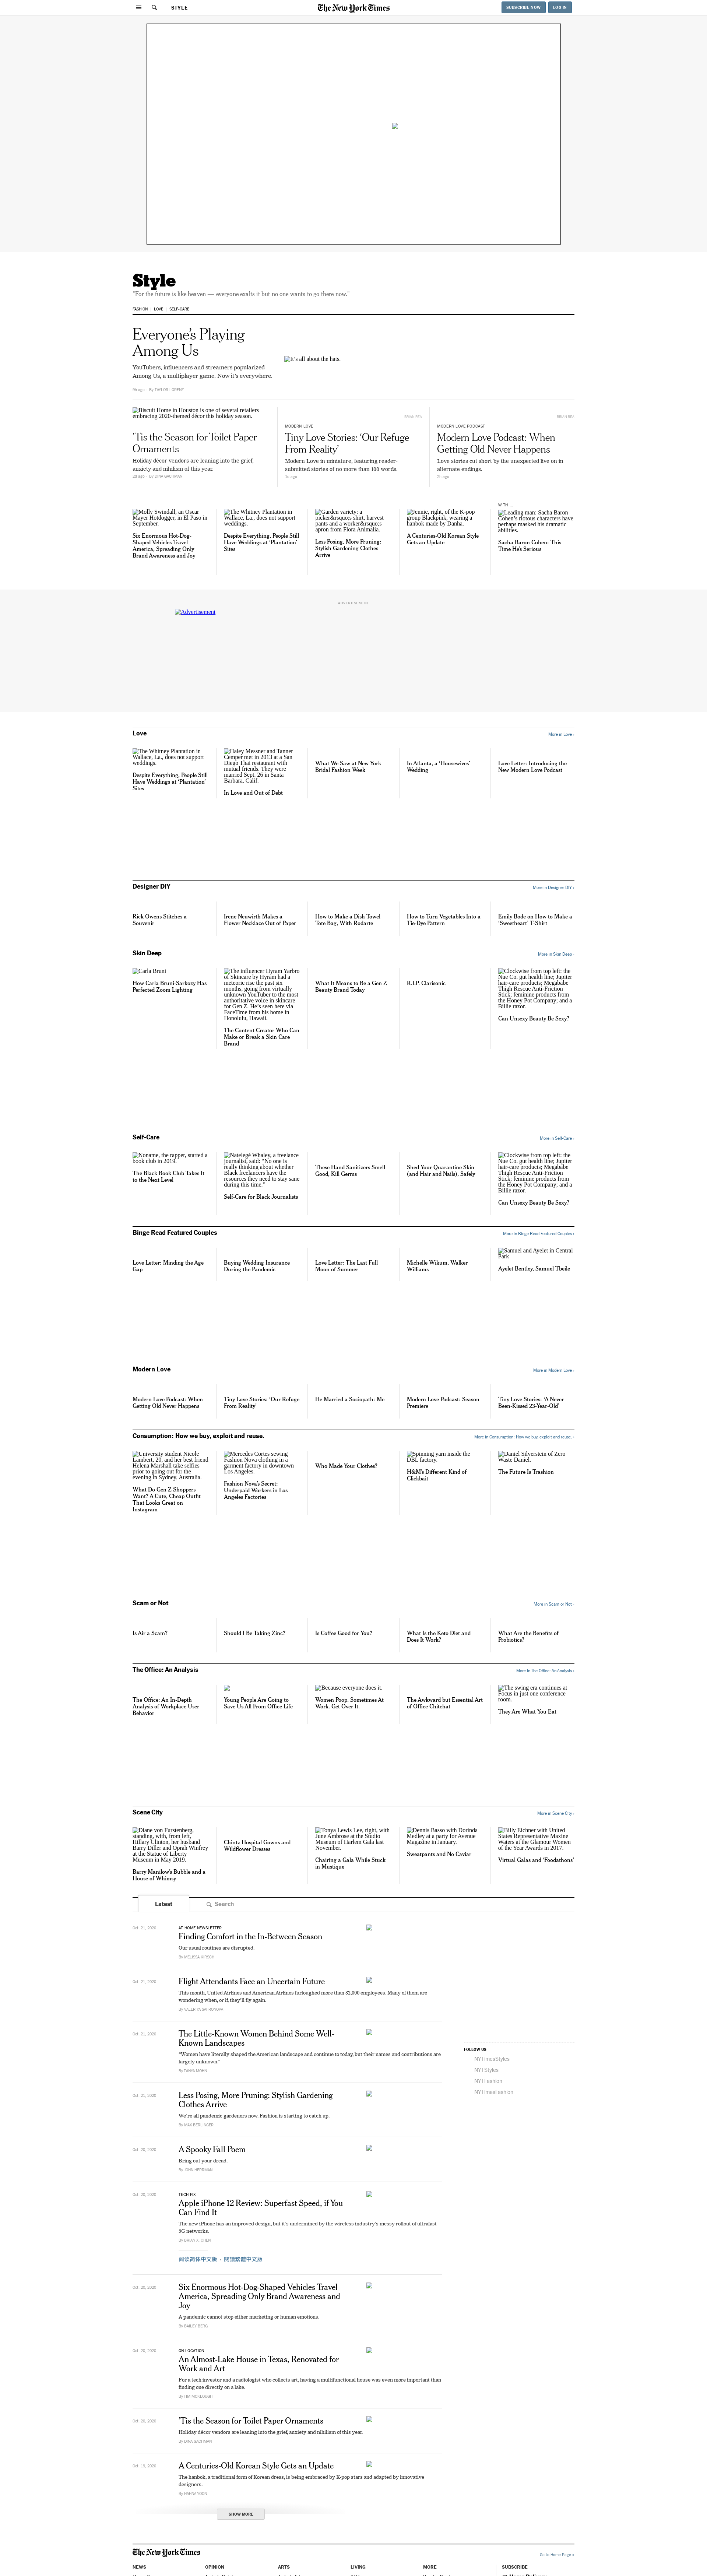 STYLE
The New York Times
SUBSCRIBE NOW
LOG IN
Style
"For the future is like heaven — everyone exalts it but no one wants to go there now."
FASHION
LOVE
SELF-CARE
Everyone's Playing
Among Us
YouTubers, influencers and streamers popularized
Among Us, a multiplayer game. Now it's everywhere.
4h ago • By TAYLOR LORENZ
It's all about the hats.
Biscuit Home in Houston is one of several retailers
embracing 2020-themed décor this holiday season.
'Tis the Season for Toilet Paper
Ornaments
Holiday décor vendors are leaning into the grief,
anxiety and nihilism of this year.
2d ago • By SINA GACHMAN
BRIAN REA
MODERN LOVE
Tiny Love Stories: 'Our Refuge
From Reality'
Modern Love in miniature, featuring reader-
submitted stories of no more than 100 words.
BRIAN REA
MODERN LOVE PODCAST
Modern Love Podcast: When
Getting Old Never Happens
Love stories cut short by the unexpected live on in
alternate endings.
Molly Swindall, an Oscar
Mayer Hotdogger, in El Paso in
September.
Six Enormous Hot-Dog-
Shaped Vehicles Travel
America, Spreading Only
Brand Awareness and Joy
The Whitney Plantation in
Wallace, La., does not support
weddings.
Despite Everything, People Still
Have Weddings at 'Plantation'
Sites
Garden variety: a
picker&rsquo;s shirt, harvest
pants and a worker&rsquo;s
apron from Floria Animalia.
Less Posing, More Pruning:
Stylish Gardening Clothes
Arrive
Jennie, right, of the K-pop
group Blackpink, wearing a
hanbok made by Danha.
A Centuries-Old Korean Style
Gets an Update
WITH …
Leading man: Sacha Baron
Cohen's riotous characters have
perhaps masked his dramatic
abilities.
Sacha Baron Cohen: This
Time He's Serious
ADVERTISEMENT
Advertisement
Love
More in Love ›
The Whitney Plantation in
Wallace, La., does not support
weddings.
Despite Everything, People Still
Have Weddings at 'Plantation'
Sites
Haley Messner and Tanner
Cemper met in 2013 at a San
Diego Thai restaurant with
mutual friends. They were
married Sept. 26 in Santa
Barbara, Calif.
In Love and Out of Debt
What We Saw at New York
Bridal Fashion Week
In Atlanta, a 'Housewives'
Wedding
Love Letter: Introducing the
New Modern Love Podcast
Designer DIY
More in Designer DIY ›
Rick Owens Stitches a
Souvenir
Irene Neuwirth Makes a
Flower Necklace Out of Paper
How to Make a Dish Towel
Tote Bag, With Rodarte
How to Turn Vegetables Into a
Tie-Dye Pattern
Emily Bode on How to Make a
'Sweetheart' T-Shirt
Skin Deep
More in Skin Deep ›
Carla Bruni
How Carla Bruni-Sarkozy Has
Perfected Zoom Lighting
The influencer Hyram Yarbro
of Skincare by Hyram had a
meteoric rise the past six
months, going from virtually
unknown YouTuber to the most
authoritative voice in skincare
for Gen Z. He's seen here via
FaceTime from his home in
Honolulu, Hawaii.
The Content Creator Who Can
Make or Break a Skin Care
Brand
What It Means to Be a Gen Z
Beauty Brand Today
R.I.P. Clarisonic
Clockwise from top left: the
Nue Co. gut health line; Jupiter
hair-care products; Megababe
Thigh Rescue Anti-Friction
Stick; feminine products from
the Honey Pot Company; and a
Billie razor.
Can Unsexy Beauty Be Sexy?
Self-Care
More in Self-Care ›
Noname, the rapper, started a
book club in 2019.
The Black Book Club Takes It
to the Next Level
Natelegé Whaley, a freelance
journalist, said: "No one is
really thinking about whether
Black freelancers have the
resources they need to stay sane
during this time."
Self-Care for Black Journalists
These Hand Sanitizers Smell
Good, Kill Germs
Shed Your Quarantine Skin
(and Hair and Nails), Safely
Clockwise from top left: the
Nue Co. gut health line; Jupiter
hair-care products; Megababe
Thigh Rescue Anti-Friction
Stick; feminine products from
the Honey Pot Company; and a
Billie razor.
Can Unsexy Beauty Be Sexy?
Binge Read Featured Couples
More in Binge Read Featured Couples ›
Love Letter: Minding the Age
Gap
Buying Wedding Insurance
During the Pandemic
Love Letter: The Last Full
Moon of Summer
Michelle Wikum, Walker
Williams
Samuel and Ayelet in Central
Park
Ayelet Bentley, Samuel Tbeile
Modern Love
More in Modern Love ›
Modern Love Podcast: When
Getting Old Never Happens
Tiny Love Stories: 'Our Refuge
From Reality'
He Married a Sociopath: Me
Modern Love Podcast: Season
Premiere
Tiny Love Stories: 'A Never-
Been-Kissed 23-Year-Old'
Consumption: How we buy, exploit and reuse.
More in Consumption: How we buy, exploit and reuse. ›
University student Nicole
Lambert, 20, and her best friend
Helena Marshall take selfies
prior to going out for the
evening in Sydney, Australia.
What Do Gen Z Shoppers
Want? A Cute, Cheap Outfit
That Looks Great on
Instagram
Mercedes Cortes sewing
Fashion Nova clothing in a
garment factory in downtown
Los Angeles.
Fashion Nova's Secret:
Underpaid Workers in Los
Angeles Factories
Who Made Your Clothes?
Spinning yarn inside the
DBL factory.
H&M's Different Kind of
Clickbait
Daniel Silverstein of Zero
Waste Daniel.
The Future Is Trashion
Scam or Not
More in Scam or Not ›
Is Air a Scam?
Should I Be Taking Zinc?
Is Coffee Good for You?
What Is the Keto Diet and
Does It Work?
What Are the Benefits of
Probiotics?
The Office: An Analysis
More in The Office: An Analysis ›
The Office: An In-Depth
Analysis of Workplace User
Behavior
Young People Are Going to
Save Us All From Office Life
Because everyone does it.
Women Poop. Sometimes At
Work. Get Over It.
The Awkward but Essential Art
of Office Chitchat
The swing era continues at
Focus in just one conference
room.
They Are What You Eat
Scene City
More in Scene City ›
Diane von Furstenberg,
standing, with, from left,
Hillary Clinton, her husband
Barry Diller and Oprah Winfrey
at the Statue of Liberty
Museum in May 2019.
Barry Manilow's Bubble and a
House of Whimsy
Chintz Hospital Gowns and
Wildflower Dresses
Tonya Lewis Lee, right, with
June Ambrose at the Studio
Museum of Harlem Gala last
November.
Chairing a Gala While Stuck
in Mustique
Dennis Basso with Dorinda
Medley at a party for Avenue
Magazine in January.
Sweatpants and No Caviar
Billy Eichner with United
States Representative Maxine
Waters at the Glamour Women
of the Year Awards in 2017.
Virtual Galas and 'Foodathons'
Latest
Search
Oct. 21, 2020
AT HOME NEWSLETTER
Finding Comfort in the In-Between Season
Our usual routines are disrupted.
By MELISSA KIRSCH
Oct. 21, 2020
Flight Attendants Face an Uncertain Future
This month, United Airlines and American Airlines furloughed more than 32,000 employees. Many of them are
wondering when, or if, they'll fly again.
By VALERIYA SAFRONOVA
Oct. 21, 2020
The Little-Known Women Behind Some Well-
Known Landscapes
"Women have literally shaped the American landscape and continue to today, but their names and contributions are
largely unknown."
By TANYA MOHN
Oct. 21, 2020
Less Posing, More Pruning: Stylish Gardening
Clothes Arrive
We're all pandemic gardeners now. Fashion is starting to catch up.
By MAX BERLINGER
Oct. 20, 2020
A Spooky Fall Poem
Bring out your dread.
By JOHN HERRMAN
Oct. 20, 2020
TECH FIX
Apple iPhone 12 Review: Superfast Speed, if You
Can Find It
The new iPhone has an improved design, but it's undermined by the wireless industry's messy rollout of ultrafast
5G networks.
By BRIAN X. CHEN
阅读简体中文版 • 閱讀繁體中文版
Oct. 20, 2020
Six Enormous Hot-Dog-Shaped Vehicles Travel
America, Spreading Only Brand Awareness and
Joy
A pandemic cannot stop either marketing or human emotions.
By BAILEY BERG
Oct. 20, 2020
ON LOCATION
An Almost-Lake House in Texas, Renovated for
Work and Art
For a tech investor and a radiologist who collects art, having a multifunctional house was even more important than
finding one directly on a lake.
By TIM MCKEOUGH
Oct. 20, 2020
'Tis the Season for Toilet Paper Ornaments
Holiday décor vendors are leaning into the grief, anxiety and nihilism of this year.
By DINA GACHMAN
Oct. 19, 2020
A Centuries-Old Korean Style Gets an Update
The hanbok, a traditional form of Korean dress, is being embraced by K-pop stars and adapted by innovative
designers.
By HAHNA YOON
SHOW MORE
FOLLOW US
NYTimesStyles
NYTStyles
NYTFashion
NYTimesFashion
The New York Times
Go to Home Page »
NEWS
OPINION
ARTS
LIVING
MORE
SUBSCRIBE